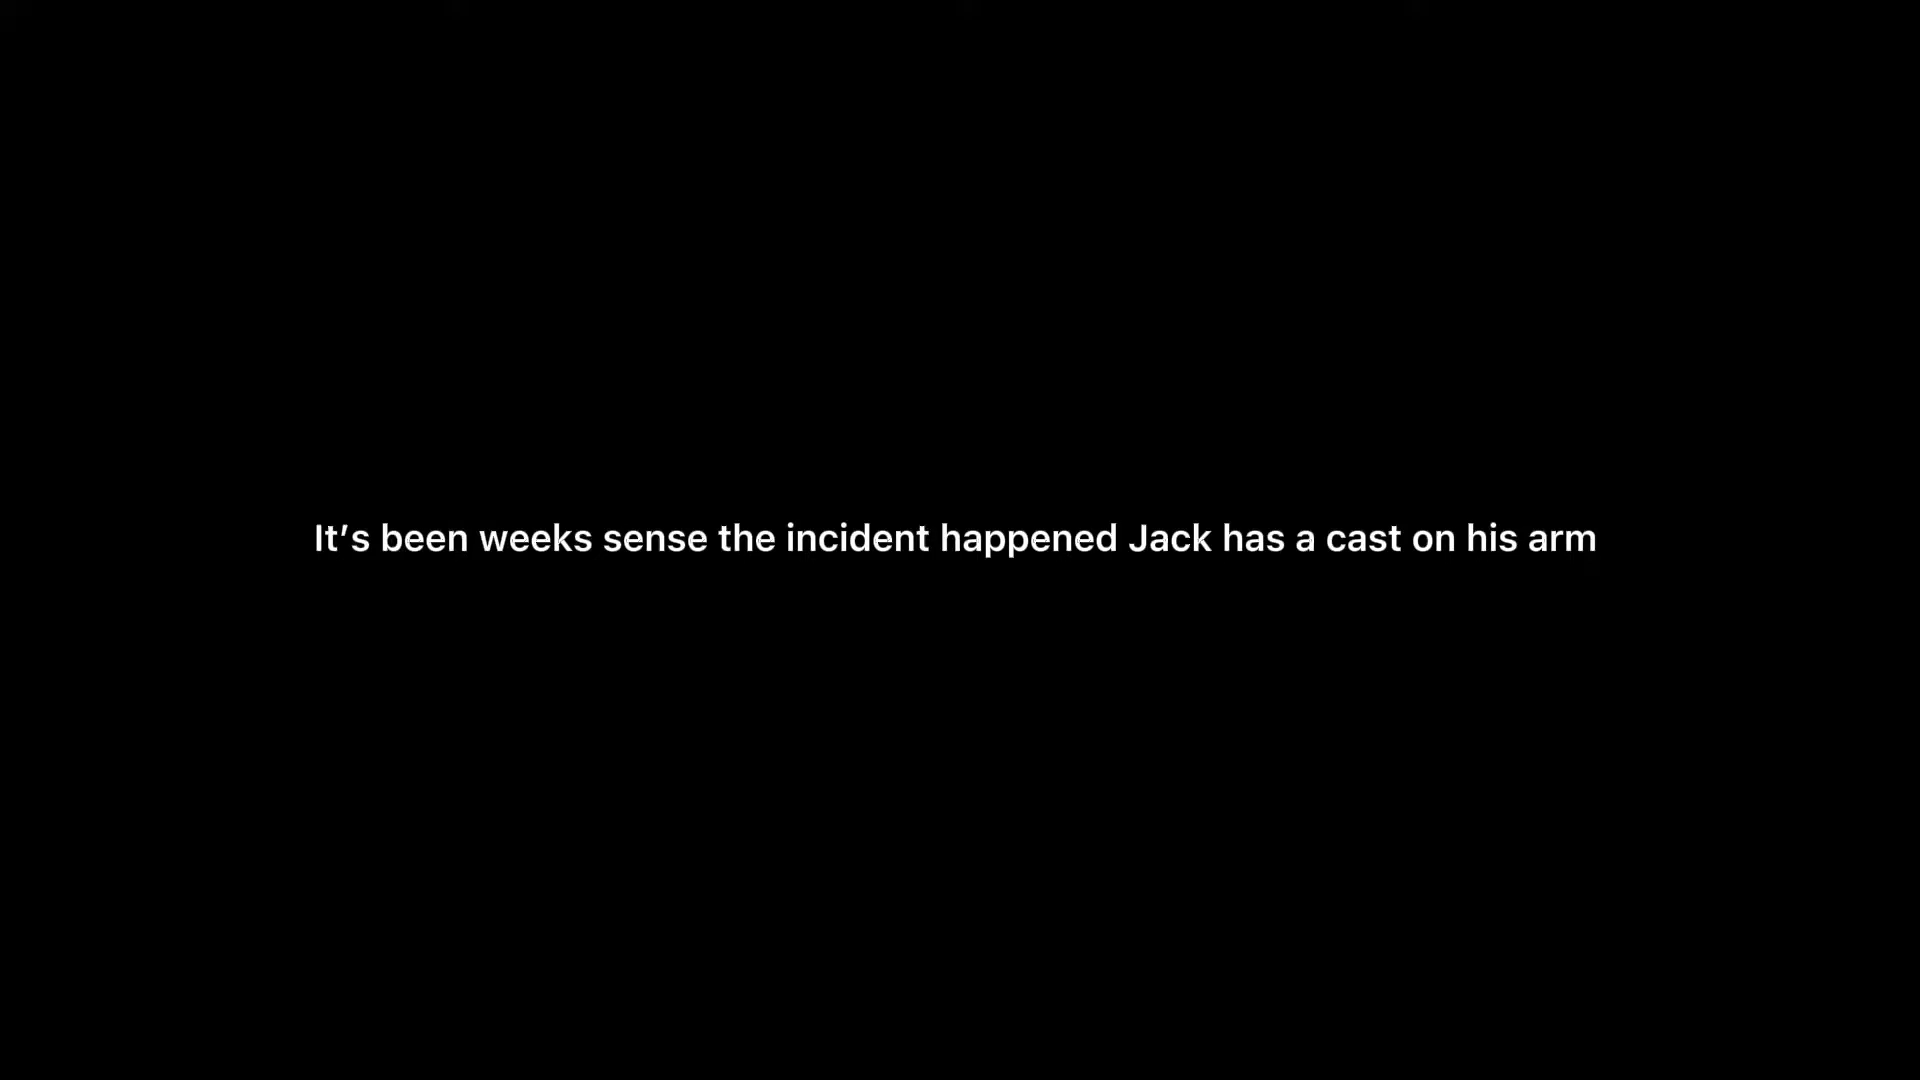 It’s been weeks sense the incident happened Jack has a cast on his arm